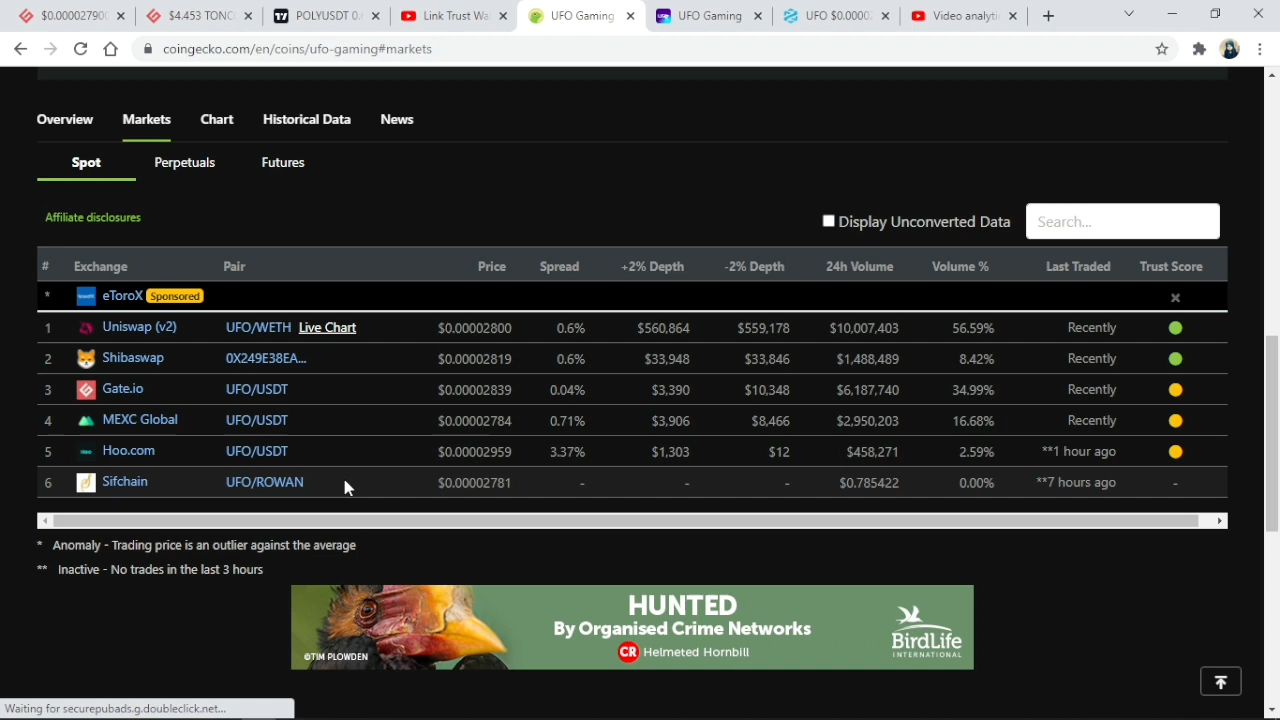 $0.00002790
$4.453 TONC
POLYUSDT 0.
Link Trust Wa
UFO Gaming
UFO Gaming
UFO $0.0000
Video analyti
coingecko.com/en/coins/ufo-gaming#markets
Overview Markets Chart Historical Data News
Spot Perpetuals Futures
Affiliate disclosures
Display Unconverted Data Search...
# Exchange Pair Price Spread +2% Depth -2% Depth 24h Volume Volume % Last Traded Trust Score
* eToroX Sponsored
1 Uniswap (v2) UFO/WETH Live Chart $0.00002800 0.6% $560,864 $559,178 $10,007,403 56.59% Recently
2 Shibaswap 0X249E38EA... $0.00002819 0.6% $33,948 $33,846 $1,488,489 8.42% Recently
3 Gate.io UFO/USDT $0.00002839 0.04% $3,390 $10,348 $6,187,740 34.99% Recently
4 MEXC Global UFO/USDT $0.00002784 0.71% $3,906 $8,466 $2,950,203 16.68% Recently
5 Hoo.com UFO/USDT $0.00002959 3.37% $1,303 $12 $458,271 2.59% **1 hour ago
6 Sifchain UFO/ROWAN $0.00002781 - - - $0.785422 0.00% **7 hours ago -
* Anomaly - Trading price is an outlier against the average
** Inactive - No trades in the last 3 hours
HUNTED
By Organised Crime Networks
CR Helmeted Hornbill
©TIM PLOWDEN
BirdLife
INTERNATIONAL
Waiting for securepubads.g.doubleclick.net...